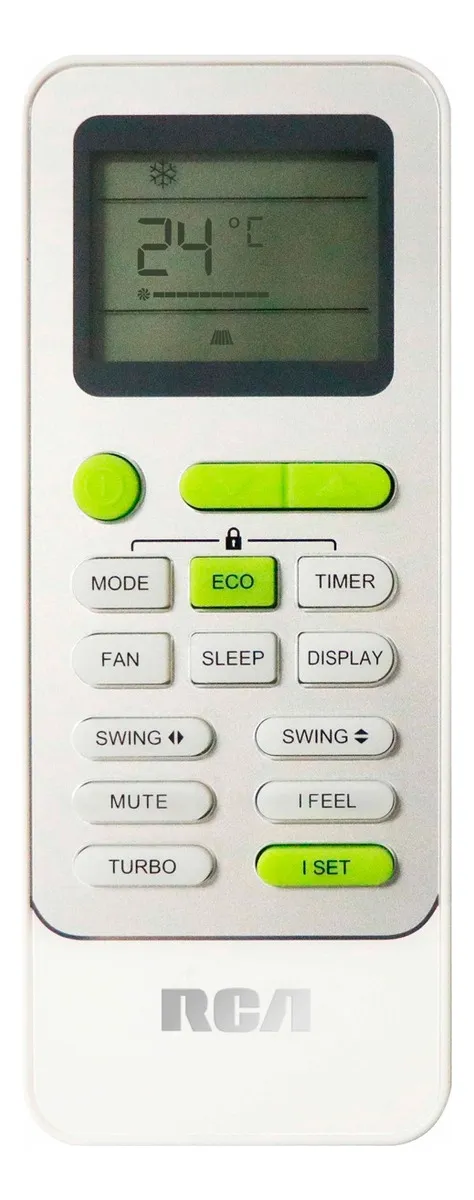 24 °C
MODE ECO TIMER
FAN SLEEP DISPLAY
SWING SWING
MUTE I FEEL
TURBO I SET
RCA